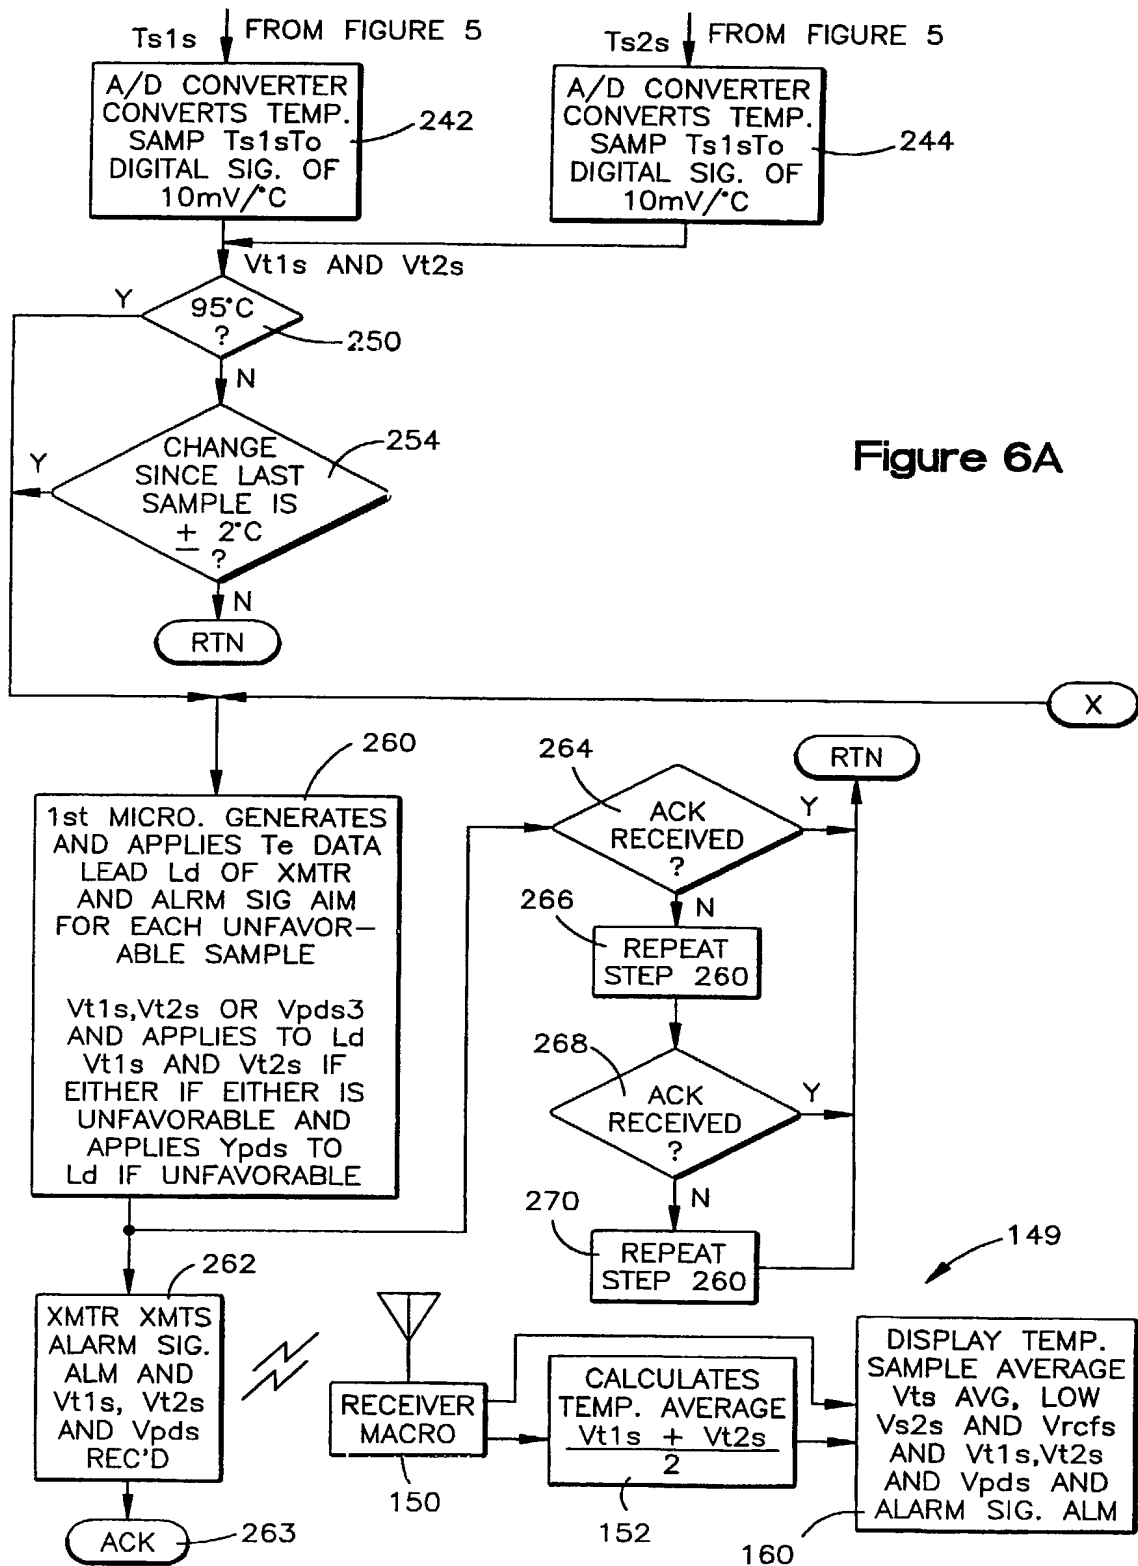 Ts1s FROM FIGURE 5
A/D CONVERTER
CONVERTS TEMP.
SAMP Ts1sTo
DIGITAL SIG. OF
10mV/°C
242
Ts2s FROM FIGURE 5
A/D CONVERTER
CONVERTS TEMP.
SAMP Ts1sTo
DIGITAL SIG. OF
10mV/°C
244
Vt1s AND Vt2s
Y
95°C
?
250
N
CHANGE
SINCE LAST
SAMPLE IS
± 2°C
?
254
Y
N
RTN
Figure 6A
X
260
1st MICRO. GENERATES
AND APPLIES Te DATA
LEAD Ld OF XMTR
AND ALRM SIG AIM
FOR EACH UNFAVOR—
ABLE SAMPLE
Vt1s,Vt2s OR Vpds3
AND APPLIES TO Ld
Vt1s AND Vt2s IF
EITHER IF EITHER IS
UNFAVORABLE AND
APPLIES Ypds TO
Ld IF UNFAVORABLE
264
ACK
RECEIVED
?
Y
RTN
N
266
REPEAT
STEP 260
268
ACK
RECEIVED
?
Y
N
270
REPEAT
STEP 260
262
XMTR XMTS
ALARM SIG.
ALM AND
Vt1s, Vt2s
AND Vpds
REC'D
ACK
263
RECEIVER
MACRO
150
CALCULATES
TEMP. AVERAGE
Vt1s + Vt2s
2
152
149
DISPLAY TEMP.
SAMPLE AVERAGE
Vts AVG, LOW
Vs2s AND Vrcfs
AND Vt1s,Vt2s
AND Vpds AND
ALARM SIG. ALM
160